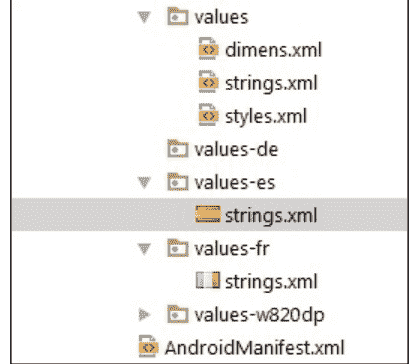 values
dimens.xml
strings.xml
styles.xml
values-de
values-es
strings.xml
values-fr
strings.xml
values-w820dp
AndroidManifest.xml